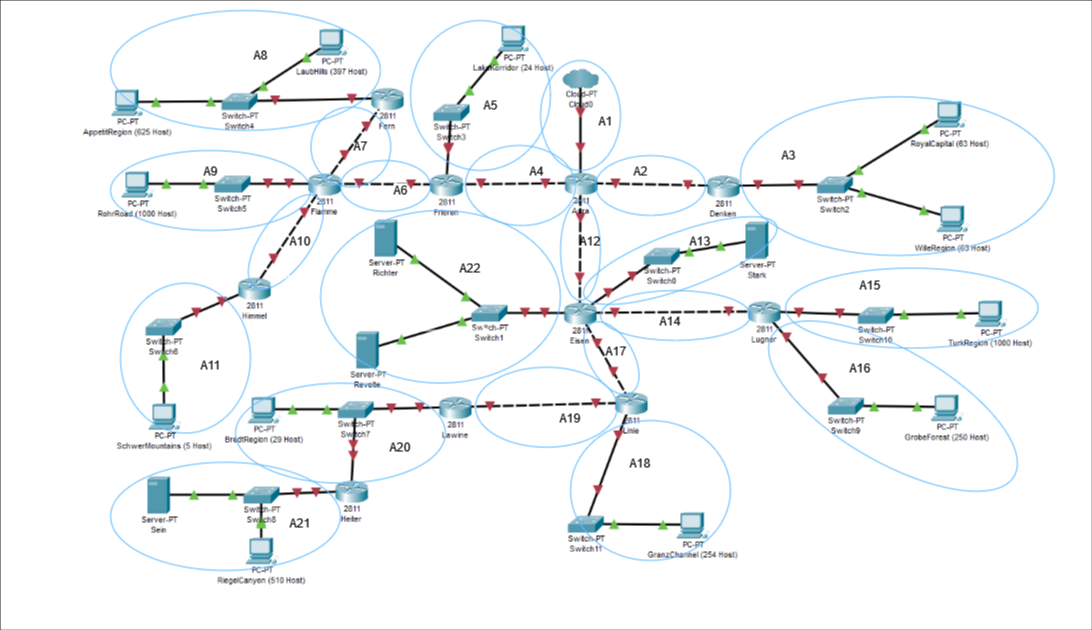 A8
PC-PT
LaubHills (397 Host)
PC-PT
AppetitRegion (625 Host)
Switch-PT
Switch4
2811
Fern
PC-PT
A5
Switch-PT
Switch3
Cloud-PT
Cloud0
A1
A7
A9
PC-PT
RohrRoad (1000 Host)
Switch-PT
Switch5
2811
Flamme
A6
2811
Frieren
A4
2811
A2
2811
Denken
A3
PC-PT
RoyalCapital (63 Host)
Switch-PT
Switch2
PC-PT
WilleRegion (63 Host)
A10
2811
Himmel
A12
A13
Switch-PT
Switch0
Server-PT
Stark
Server-PT
Richter
A22
Switch-PT
Switch1
Server-PT
Revolte
2811
Eisen
A14
2811
Lugner
A15
Switch-PT
Switch10
PC-PT
TurkRegion (1000 Host)
A16
Switch-PT
Switch9
PC-PT
GrobeForest (250 Host)
Switch-PT
Switch6
A11
PC-PT
SchwerMountains (5 Host)
A17
PC-PT
BredtRegion (29 Host)
Switch-PT
Switch7
A20
2811
Lawine
A19
2811
Linie
A18
Switch-PT
Switch11
PC-PT
GranzChannel (254 Host)
Server-PT
Sein
Switch-PT
Switch8
A21
2811
Heiter
PC-PT
RiegelCanyon (510 Host)